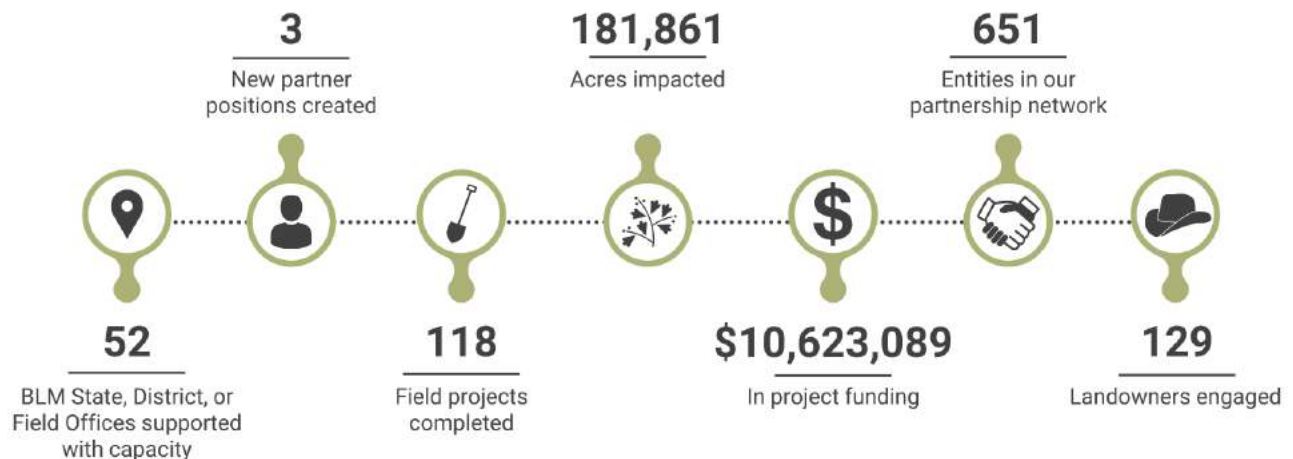 3
New partner
positions created
181,861
Acres impacted
651
Entities in our
partnership network
$
52
BLM State, District, or
Field Offices supported
with capacity
118
Field projects
completed
$10,623,089
In project funding
129
Landowners engaged